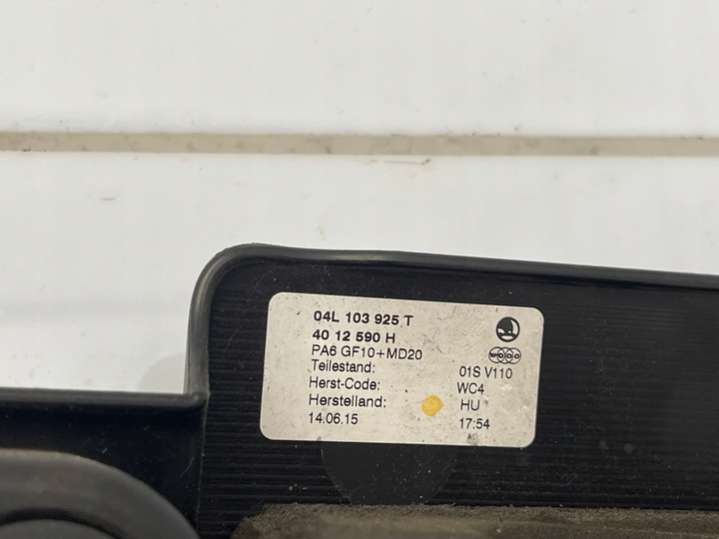 04L 103 925 T
40 12 590 H
PA6 GF10+MD20
Teilestand: 01S V110
Herst-Code: WC4
Herstelland: HU
14.06.15 17:54